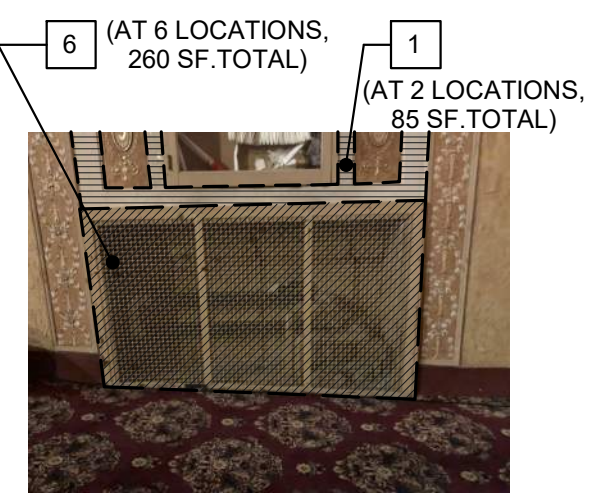 6
(AT 6 LOCATIONS,
260 SF.TOTAL)
1
(AT 2 LOCATIONS,
85 SF.TOTAL)